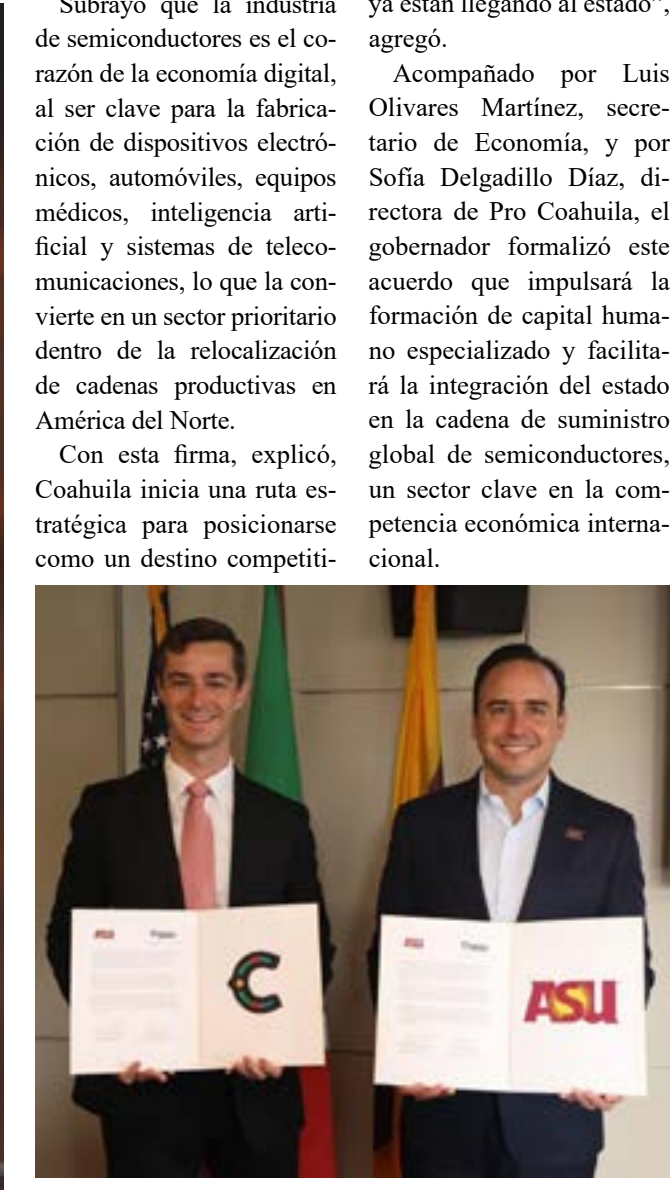 Subrayó que la industria
de semiconductores es el co-
razón de la economía digital,
al ser clave para la fabrica-
ción de dispositivos electró-
nicos, automóviles, equipos
médicos, inteligencia arti-
ficial y sistemas de teleco-
municaciones, lo que la con-
vierte en un sector prioritario
dentro de la relocalización
de cadenas productivas en
América del Norte.
Con esta firma, explicó,
Coahuila inicia una ruta es-
tratégica para posicionarse
como un destino competiti-
ya están llegando al estado”,
agregó.
Acompañado por Luis
Olivares Martínez, secre-
tario de Economía, y por
Sofía Delgadillo Díaz, di-
rectora de Pro Coahuila, el
gobernador formalizó este
acuerdo que impulsará la
formación de capital huma-
no especializado y facilita-
rá la integración del estado
en la cadena de suministro
global de semiconductores,
un sector clave en la com-
petencia económica interna-
cional.
ASU
C
ASU
ASU